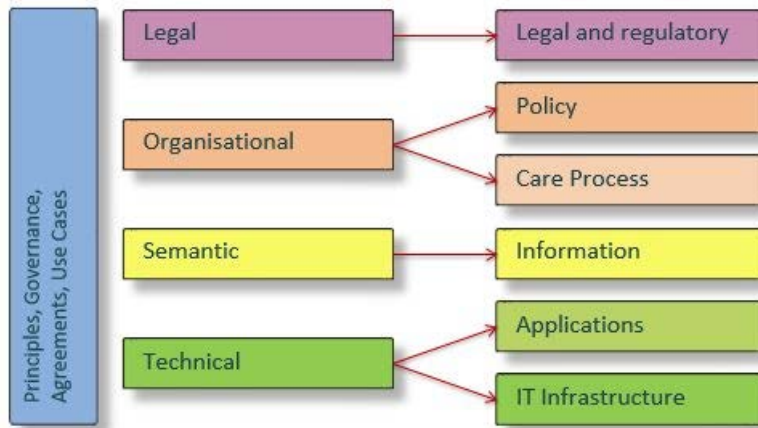 Principles, Governance,
Agreements, Use Cases
Legal
Legal and regulatory
Organisational
Policy
Care Process
Semantic
Information
Technical
Applications
IT Infrastructure